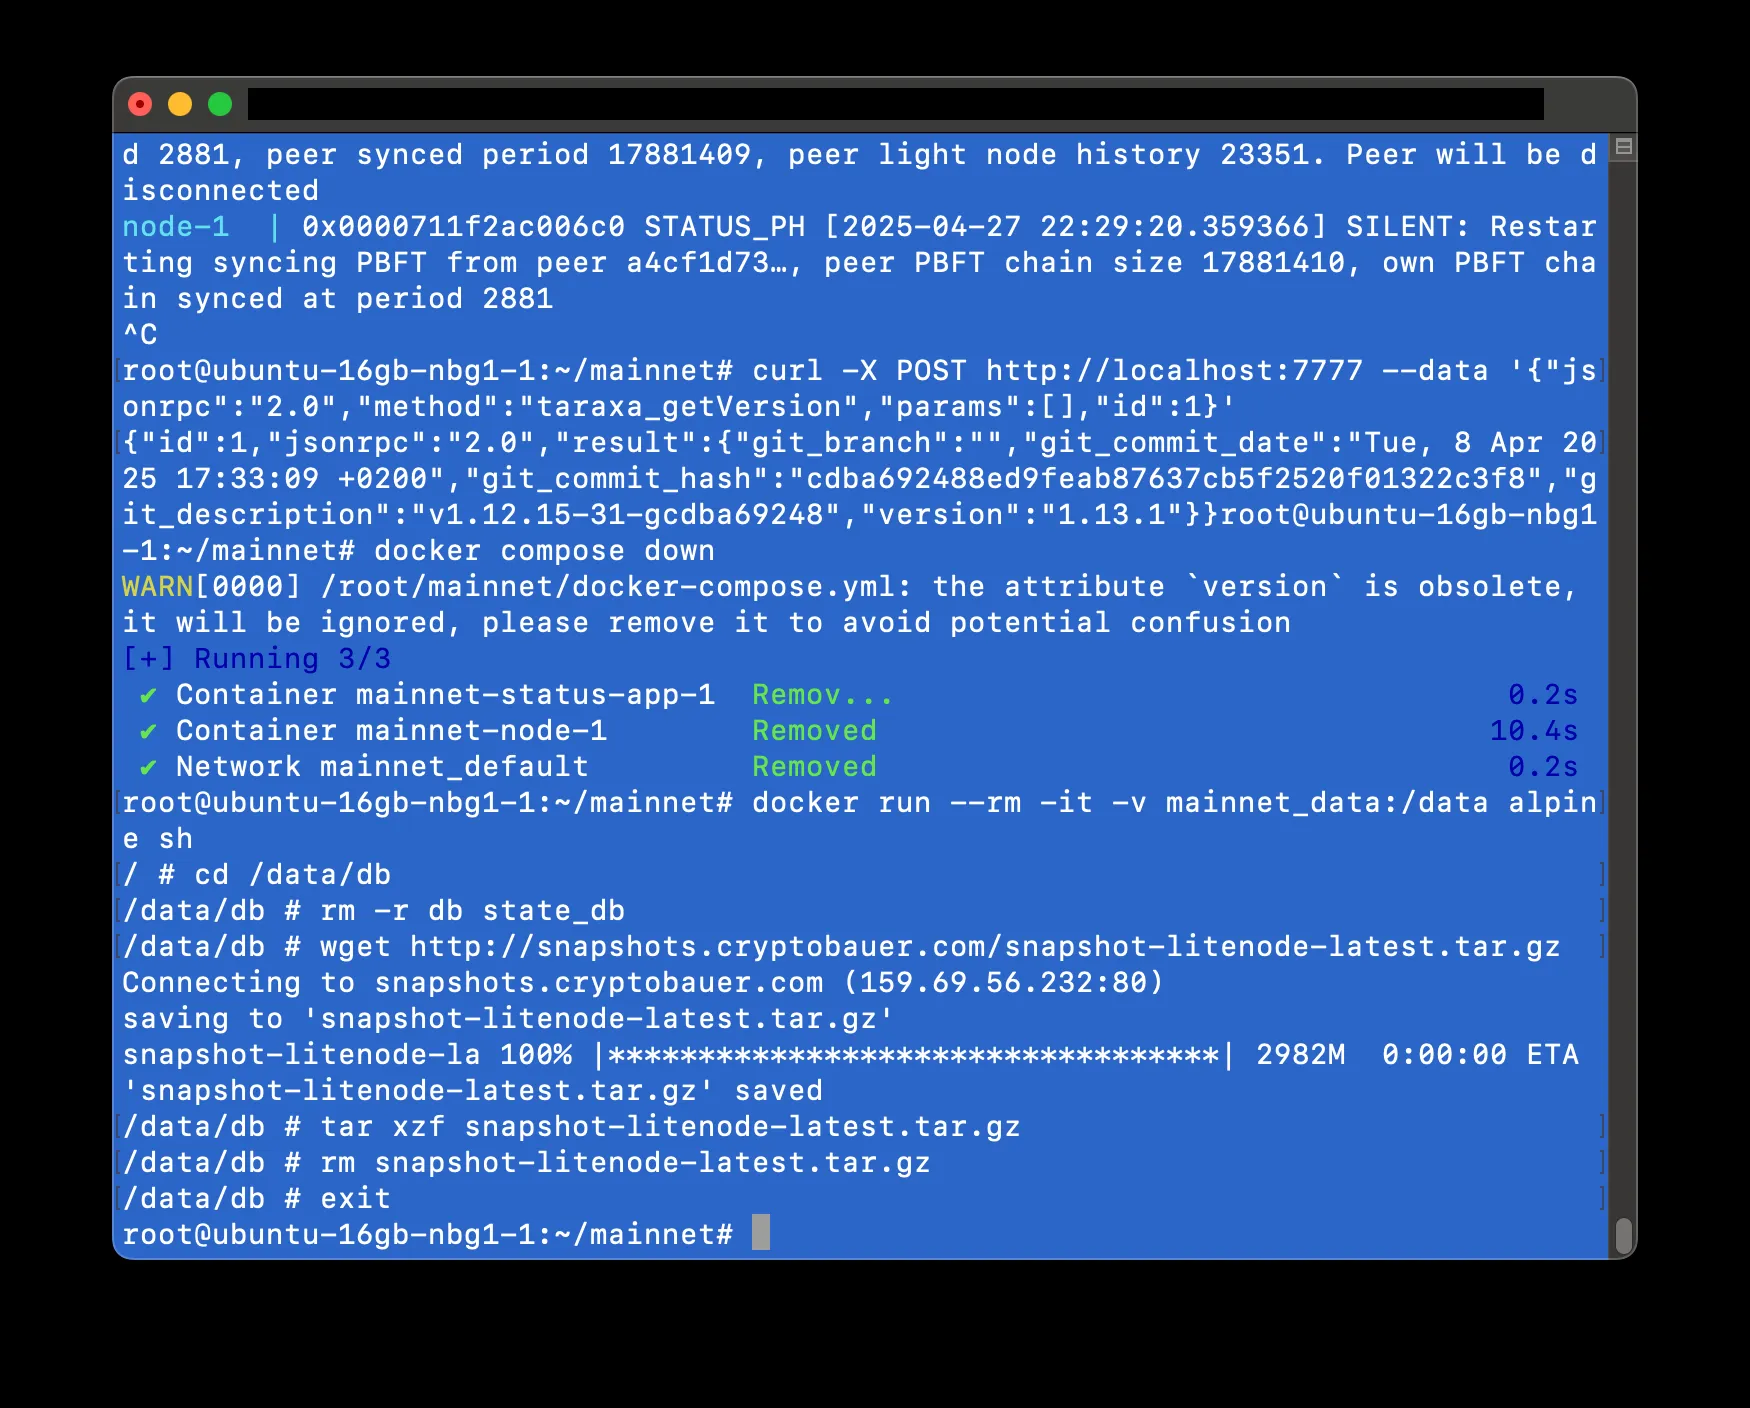 d 2881, peer synced period 17881409, peer light node history 23351. Peer will be d
isconnected
node-1  | 0x0000711f2ac006c0 STATUS_PH [2025-04-27 22:29:20.359366] SILENT: Restar
ting syncing PBFT from peer a4cf1d73…, peer PBFT chain size 17881410, own PBFT cha
in synced at period 2881
^C
[root@ubuntu-16gb-nbg1-1:~/mainnet# curl -X POST http://localhost:7777 --data '{"js]
onrpc":"2.0","method":"taraxa_getVersion","params":[],"id":1}'
[{"id":1,"jsonrpc":"2.0","result":{"git_branch":"","git_commit_date":"Tue, 8 Apr 20]
25 17:33:09 +0200","git_commit_hash":"cdba692488ed9feab87637cb5f2520f01322c3f8","g
it_description":"v1.12.15-31-gcdba69248","version":"1.13.1"}}root@ubuntu-16gb-nbg1
-1:~/mainnet# docker compose down
WARN[0000] /root/mainnet/docker-compose.yml: the attribute `version` is obsolete,
it will be ignored, please remove it to avoid potential confusion
[+] Running 3/3
 ✔ Container mainnet-status-app-1  Remov...                                  0.2s
 ✔ Container mainnet-node-1        Removed                                  10.4s
 ✔ Network mainnet_default         Removed                                   0.2s
[root@ubuntu-16gb-nbg1-1:~/mainnet# docker run --rm -it -v mainnet_data:/data alpin]
e sh
[/ # cd /data/db ]
[/data/db # rm -r db state_db ]
[/data/db # wget http://snapshots.cryptobauer.com/snapshot-litenode-latest.tar.gz ]
Connecting to snapshots.cryptobauer.com (159.69.56.232:80)
saving to 'snapshot-litenode-latest.tar.gz'
snapshot-litenode-la 100% |**********************************| 2982M  0:00:00 ETA
'snapshot-litenode-latest.tar.gz' saved
[/data/db # tar xzf snapshot-litenode-latest.tar.gz ]
[/data/db # rm snapshot-litenode-latest.tar.gz ]
[/data/db # exit ]
root@ubuntu-16gb-nbg1-1:~/mainnet#